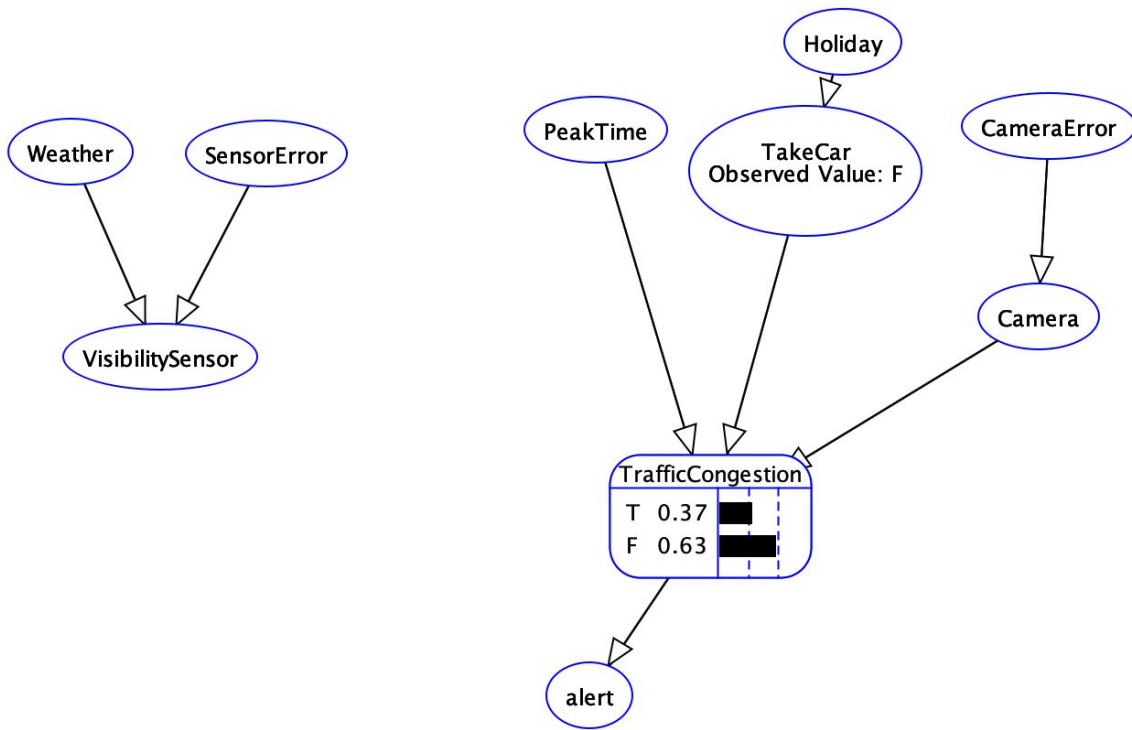 Holiday
PeakTime
CameraError
Weather
SensorError
TakeCar
Observed Value: F
Camera
VisibilitySensor
TrafficCongestion
T 0.37
F 0.63
alert